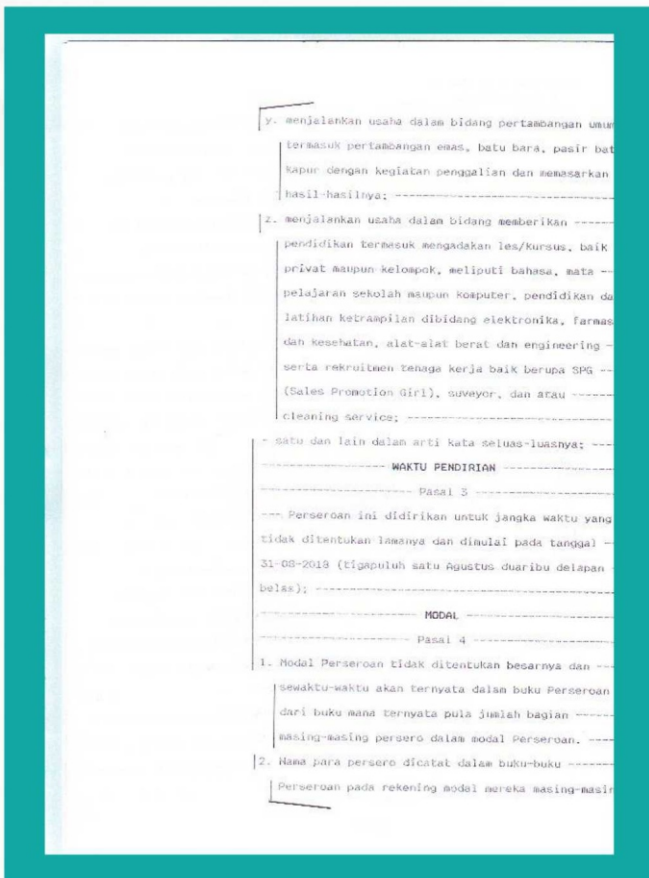 y. menjalankan usaha dalam bidang pertambangan umum
termasuk pertambangan emas, batu bara, pasir bat
kapur dengan kegiatan penggalian dan memasarkan
hasil-hasilnya; --------------------
z. menjalankan usaha dalam bidang memberikan -----
pendidikan termasuk mengadakan les/kursus, baik
privat maupun kelompok, meliputi bahasa, mata --
pelajaran sekolah maupun komputer, pendidikan da
latihan ketrampilan dibidang elektronika, farmas
dan kesehatan, alat-alat berat dan engineering -
serta rekruitmen tenaga kerja baik berupa SPG --
(Sales Promotion Girl), suveyor, dan atau ------
cleaning service; --------------------
- satu dan lain dalam arti kata seluas-luasnya; ---
-------------------- WAKTU PENDIRIAN ----------------
-------------------- Pasal 3 --------------------
--- Perseroan ini didirikan untuk jangka waktu yang
tidak ditentukan lamanya dan dimulai pada tanggal --
31-08-2018 (tigapuluh satu Agustus duaribu delapan -
belas); --------------------
-------------------- MODAL --------------------
-------------------- Pasal 4 --------------------
1. Modal Perseroan tidak ditentukan besarnya dan ---
sewaktu-waktu akan ternyata dalam buku Perseroan
dari buku mana ternyata pula jumlah bagian -----
masing-masing persero dalam modal Perseroan. ----
2. Nama para persero dicatat dalam buku-buku -------
Perseroan pada rekening modal mereka masing-masin